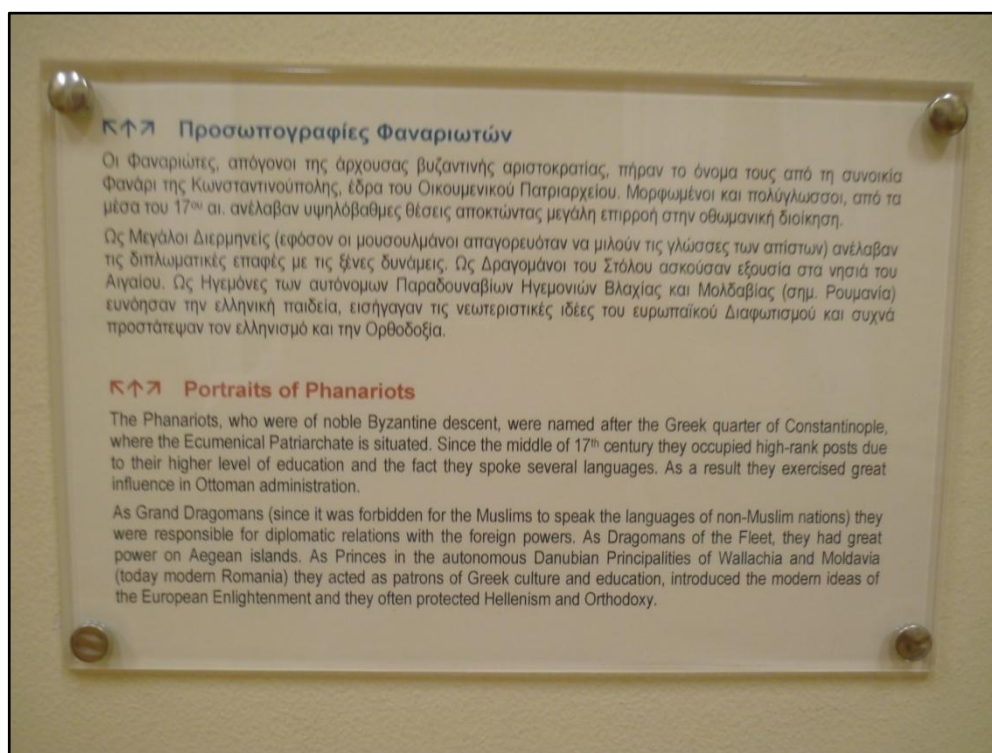 ↖↑↗ Προσωπογραφίες Φαναριωτών
Οι Φαναριώτες, απόγονοι της άρχουσας βυζαντινής αριστοκρατίας, πήραν το όνομα τους από τη συνοικία
Φανάρι της Κωνσταντινούπολης, έδρα του Οικουμενικού Πατριαρχείου. Μορφωμένοι και πολύγλωσσοι, από τα
μέσα του 17ου αι. ανέλαβαν υψηλόβαθμες θέσεις αποκτώντας μεγάλη επιρροή στην οθωμανική διοίκηση.
Ως Μεγάλοι Διερμηνείς (εφόσον οι μουσουλμάνοι απαγορευόταν να μιλούν τις γλώσσες των απίστων) ανέλαβαν
τις διπλωματικές επαφές με τις ξένες δυνάμεις. Ως Δραγομάνοι του Στόλου ασκούσαν εξουσία στα νησιά του
Αιγαίου. Ως Ηγεμόνες των αυτόνομων Παραδουναβίων Ηγεμονιών Βλαχίας και Μολδαβίας (σημ. Ρουμανία)
ευνόησαν την ελληνική παιδεία, εισήγαγαν τις νεωτεριστικές ιδέες του ευρωπαϊκού Διαφωτισμού και συχνά
προστάτεψαν τον ελληνισμό και την Ορθοδοξία.
↖↑↗ Portraits of Phanariots
The Phanariots, who were of noble Byzantine descent, were named after the Greek quarter of Constantinople,
where the Ecumenical Patriarchate is situated. Since the middle of 17th century they occupied high-rank posts due
to their higher level of education and the fact they spoke several languages. As a result they exercised great
influence in Ottoman administration.
As Grand Dragomans (since it was forbidden for the Muslims to speak the languages of non-Muslim nations) they
were responsible for diplomatic relations with the foreign powers. As Dragomans of the Fleet, they had great
power on Aegean islands. As Princes in the autonomous Danubian Principalities of Wallachia and Moldavia
(today modern Romania) they acted as patrons of Greek culture and education, introduced the modern ideas of
the European Enlightenment and they often protected Hellenism and Orthodoxy.